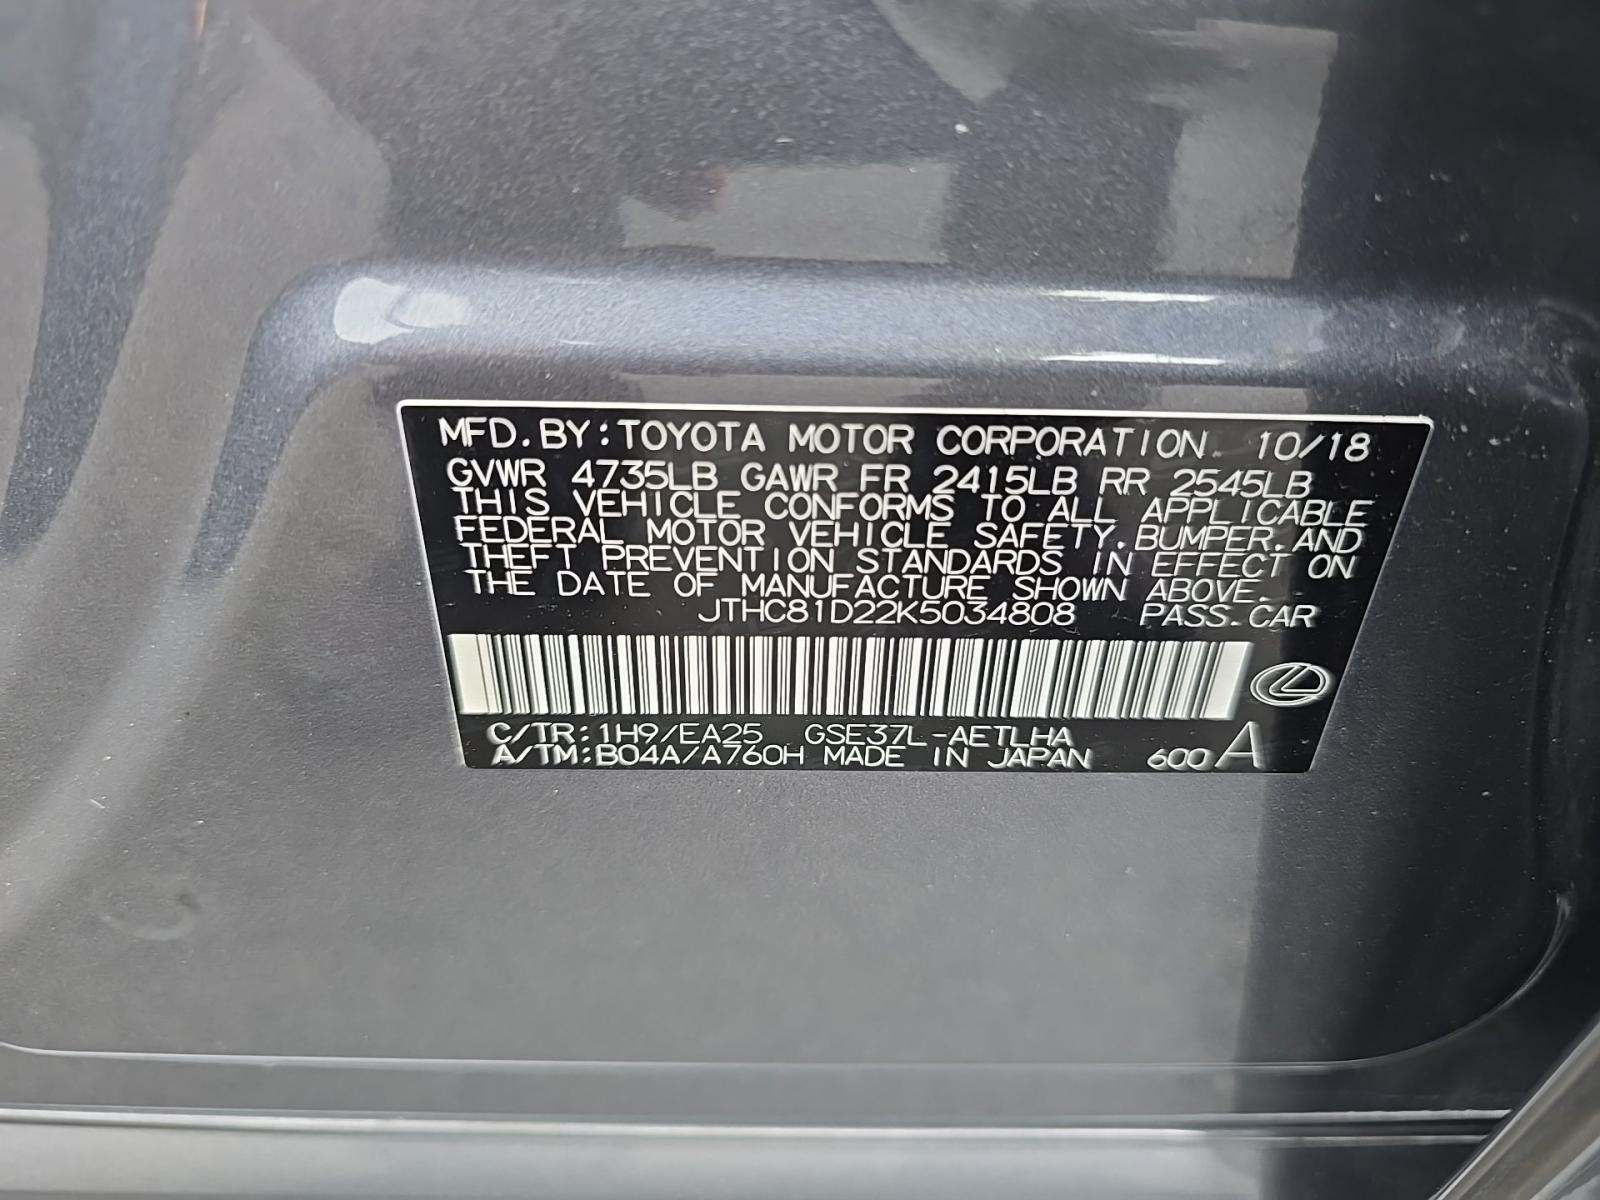 MFD. BY: TOYOTA MOTOR CORPORATION 10/18
GVWR 4735LB GAWR FR 2415LB RR 2545LB
THIS VEHICLE CONFORMS TO ALL APPLICABLE
FEDERAL MOTOR VEHICLE SAFETY, BUMPER, AND
THEFT PREVENTION STANDARDS IN EFFECT ON
THE DATE OF MANUFACTURE SHOWN ABOVE.
JTHC81D22K5034808 PASS. CAR
C/TR: 1H9/EA25 GSE37L-AETLHA
A/TM: B04A/A760H MADE IN JAPAN 600 A